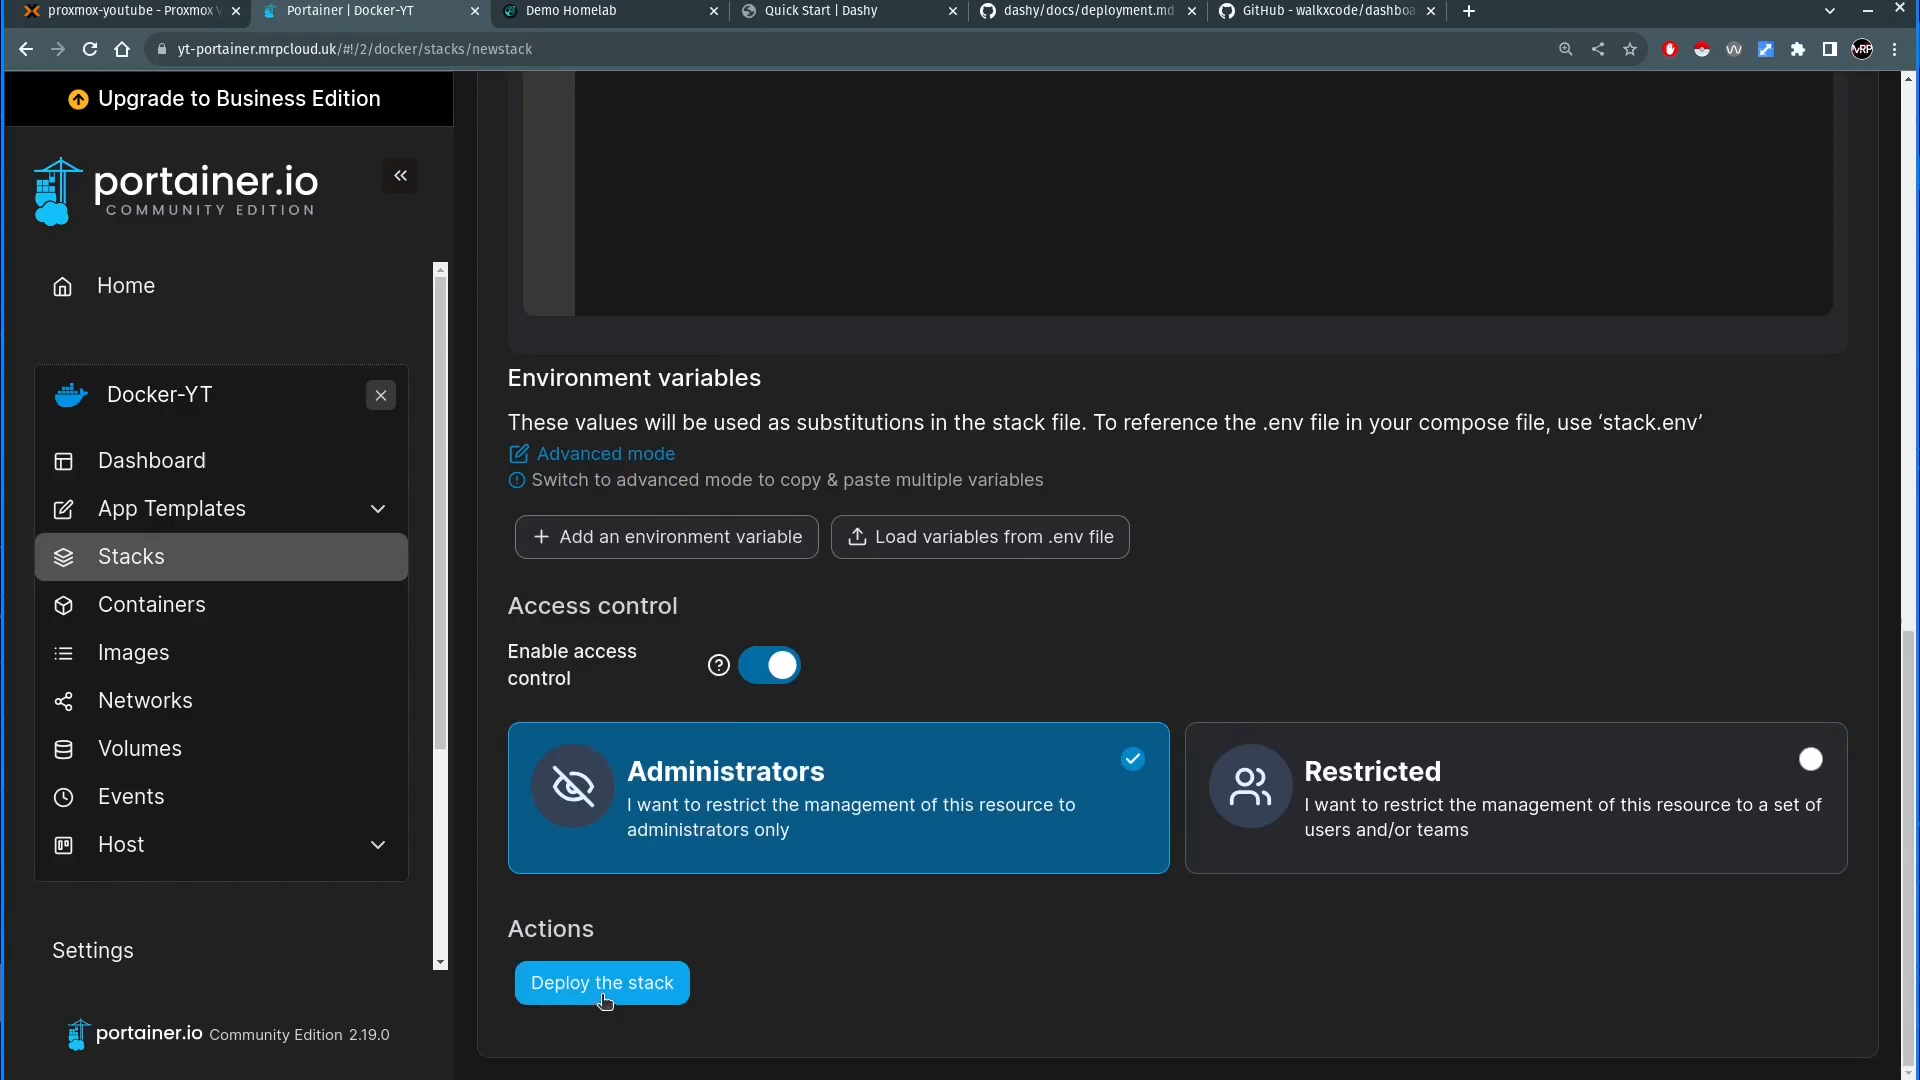 proxmox-youtube - Proxmox V
Portainer | Docker-YT
Demo Homelab
Quick Start | Dashy
dashy/docs/deployment.md
GitHub - walkxcode/dashboa
yt-portainer.mrpcloud.uk/#!/2/docker/stacks/newstack
VRP
Upgrade to Business Edition
portainer.io
COMMUNITY EDITION
Home
Docker-YT
Dashboard
App Templates
Stacks
Containers
Images
Networks
Volumes
Events
Host
Settings
portainer.io Community Edition 2.19.0
Environment variables
These values will be used as substitutions in the stack file. To reference the .env file in your compose file, use ‘stack.env’
Advanced mode
Switch to advanced mode to copy & paste multiple variables
Add an environment variable
Load variables from .env file
Access control
Enable access
control
Administrators
I want to restrict the management of this resource to
administrators only
Restricted
I want to restrict the management of this resource to a set of
users and/or teams
Actions
Deploy the stack